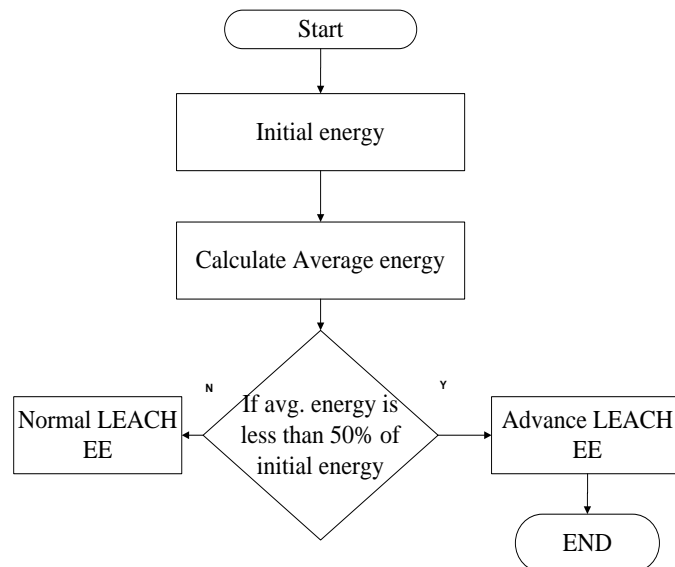 Start
Initial energy
Calculate Average energy
N
Y
If avg. energy is
less than 50% of
initial energy
Normal LEACH
EE
Advance LEACH
EE
END